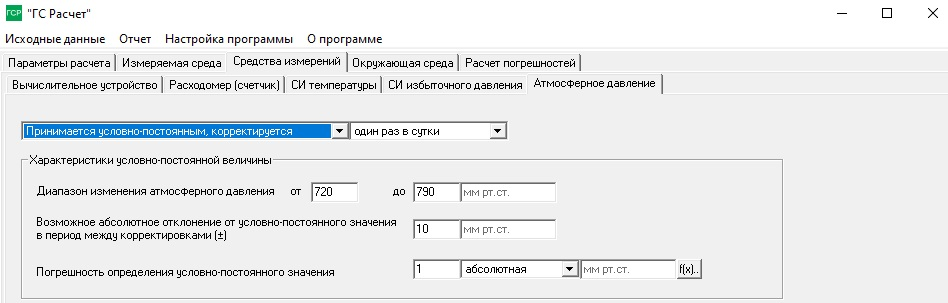 ГСР "ГС Расчет"
Исходные данные Отчет Настройка программы О программе
Параметры расчета Измеряемая среда Средства измерений Окружающая среда Расчет погрешностей
Вычислительное устройство Расходомер (счетчик) СИ температуры СИ избыточного давления Атмосферное давление
Принимается условно-постоянным, корректируется один раз в сутки
Характеристики условно-постоянной величины
Диапазон изменения атмосферного давления от 720 до 790 мм рт.ст.
Возможное абсолютное отклонение от условно-постоянного значения
в период между корректировками (±) 10 мм рт.ст.
Погрешность определения условно-постоянного значения 1 абсолютная мм рт.ст. f(x)..